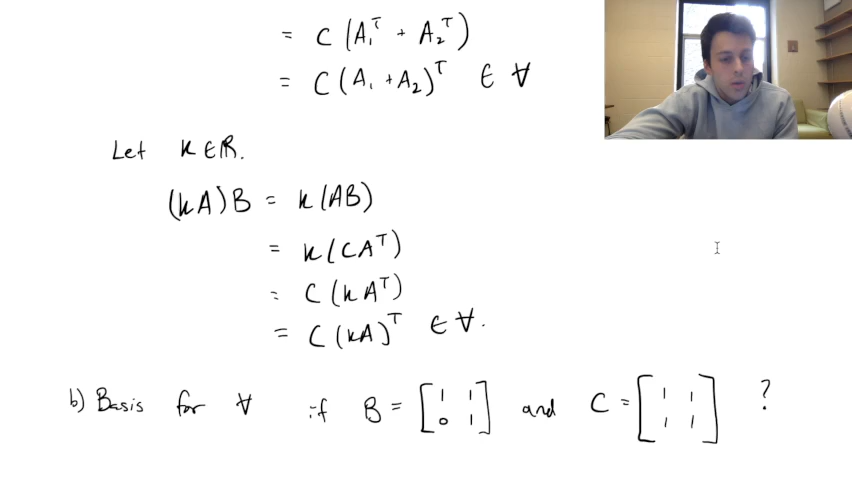 = C (A₁ᵀ + A₂ᵀ)
= C (A₁ + A₂)ᵀ ∈ ∀
Let k ∈ ℝ.
(kA)B = k(AB)
= k(CAᵀ)
= C(kAᵀ)
= C(kA)ᵀ ∈ ∀.
b) Basis for ∀ if B = [1 1; 0 1] and C = [1 1; 1 1] ?